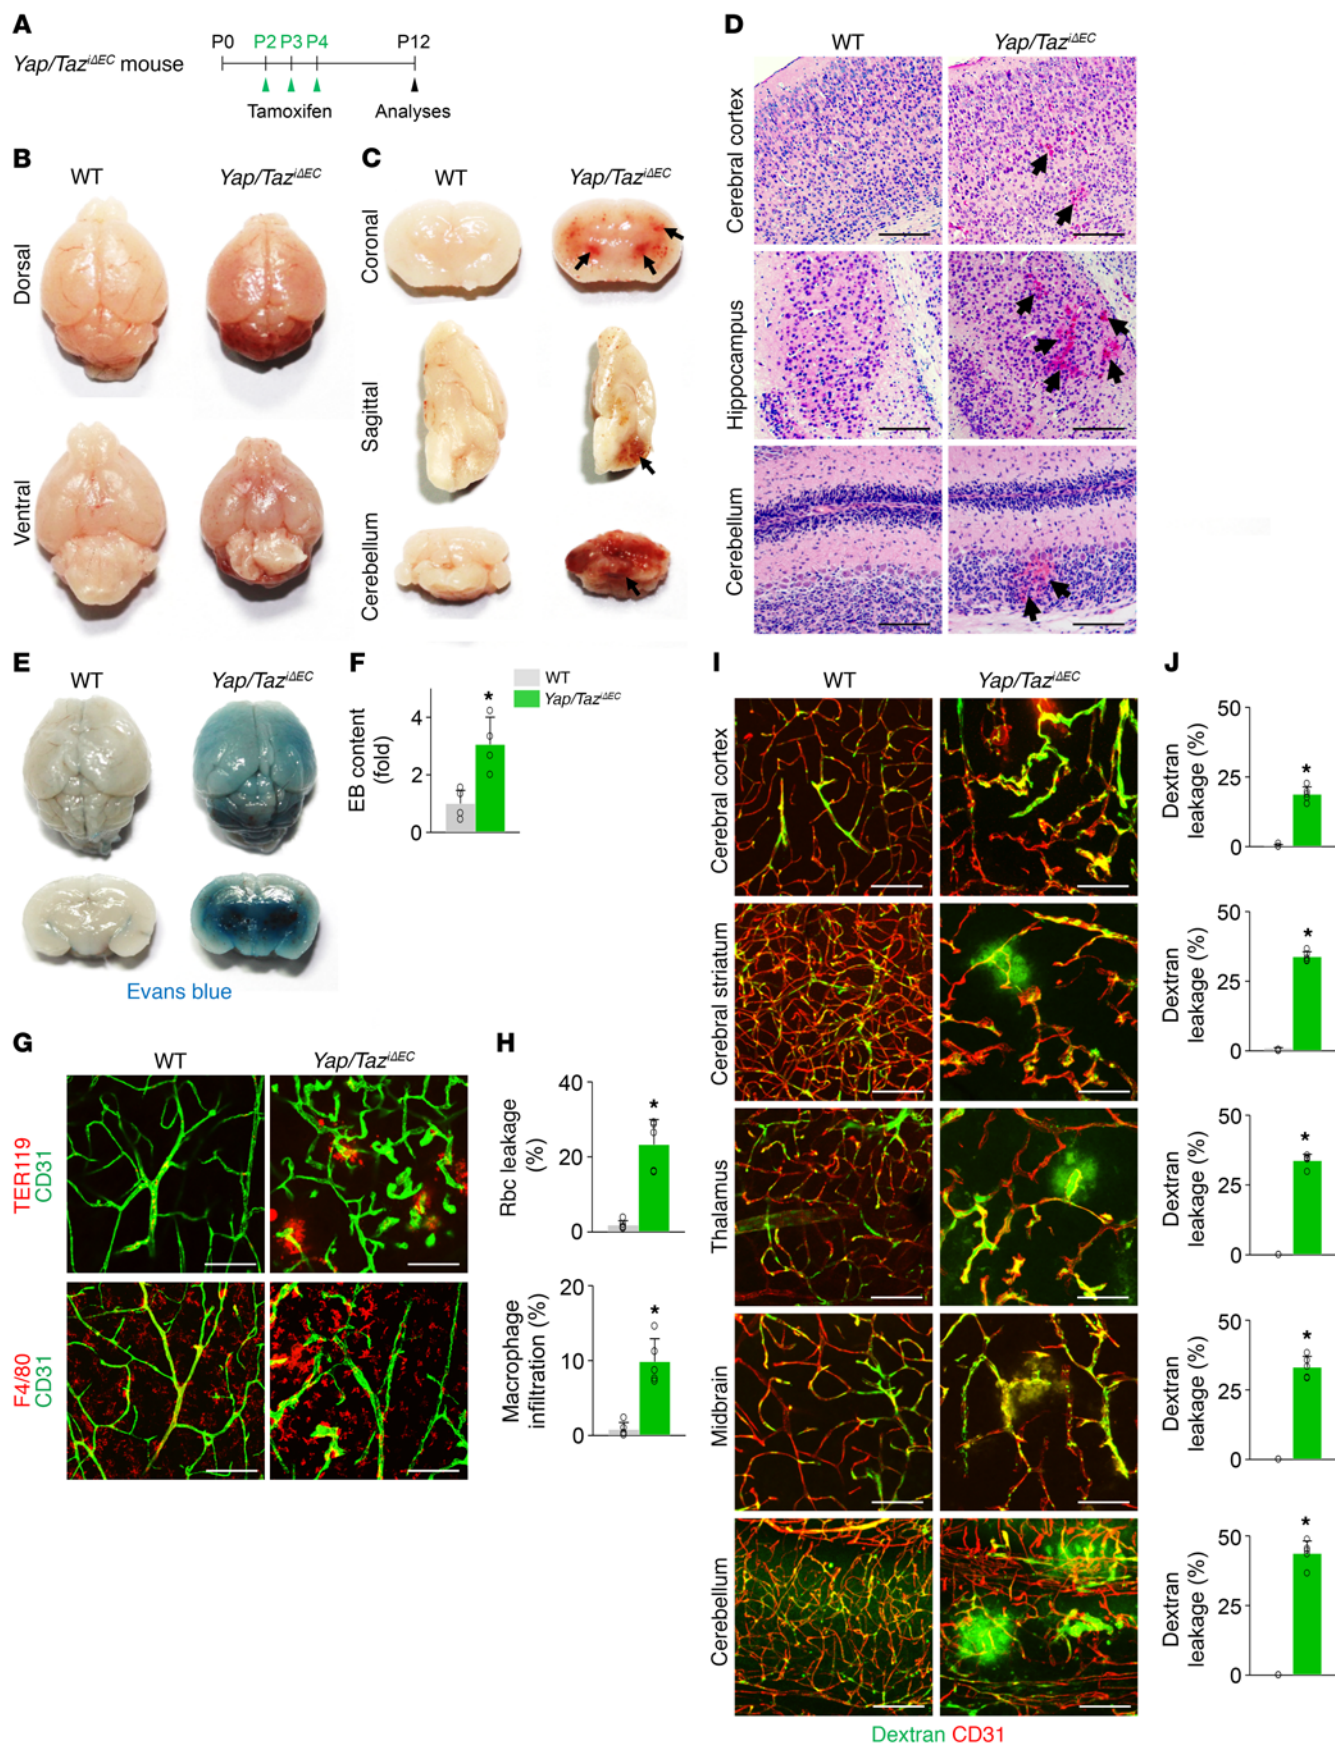 A
Yap/Taz^iΔEC mouse
P0 P2 P3 P4 P12
Tamoxifen Analyses
B
WT Yap/Taz^iΔEC
Dorsal
Ventral
C
WT Yap/Taz^iΔEC
Coronal
Sagittal
Cerebellum
D
WT Yap/Taz^iΔEC
Cerebral cortex
Hippocampus
Cerebellum
E
WT Yap/Taz^iΔEC
Evans blue
F
EB content
(fold)
4
2
0
*
WT
Yap/Taz^iΔEC
G
WT Yap/Taz^iΔEC
TER119
CD31
F4/80
CD31
H
Rbc leakage
(%)
40
20
0
*
Macrophage
infiltration (%)
20
10
0
*
I
WT Yap/Taz^iΔEC
Cerebral cortex
Cerebral striatum
Thalamus
Midbrain
Cerebellum
Dextran CD31
J
Dextran
leakage (%)
50
25
0
*
Dextran
leakage (%)
50
25
0
*
Dextran
leakage (%)
50
25
0
*
Dextran
leakage (%)
50
25
0
*
Dextran
leakage (%)
50
25
0
*